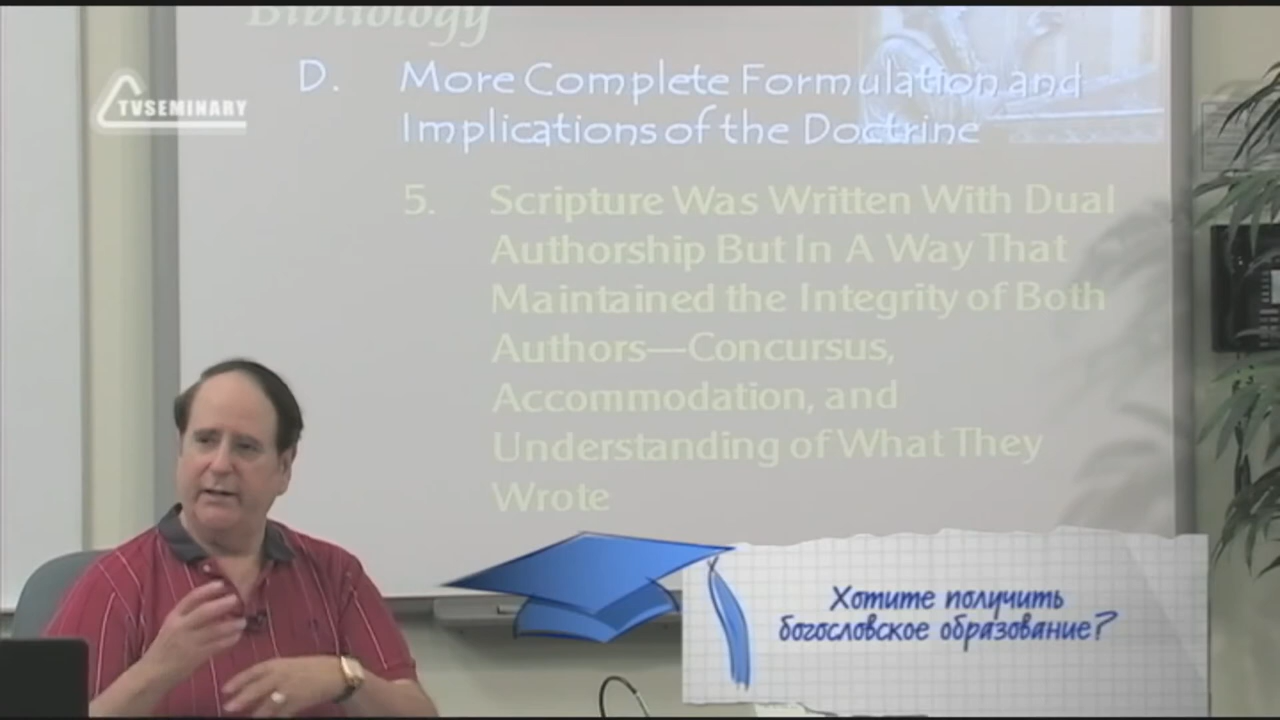 Bibliology
D. More Complete Formulation and
Implications of the Doctrine
TVSEMINARY
5. Scripture Was Written With Dual
Authorship But In A Way That
Maintained the Integrity of Both
Authors—Concursus,
Accommodation, and
Understanding of What They
Wrote
Хотите получить
богословское образование?